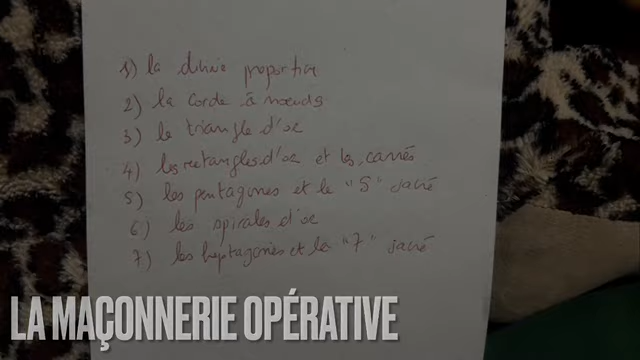 1) la divine proportion
2) la corde à nœuds
3) le triangle d'or
4) les rectangles d'or et les carrés
5) les pentagones et le "5" sacré
6) les spirales d'or
7) les heptagones et le "7" sacré
LA MAÇONNERIE OPÉRATIVE